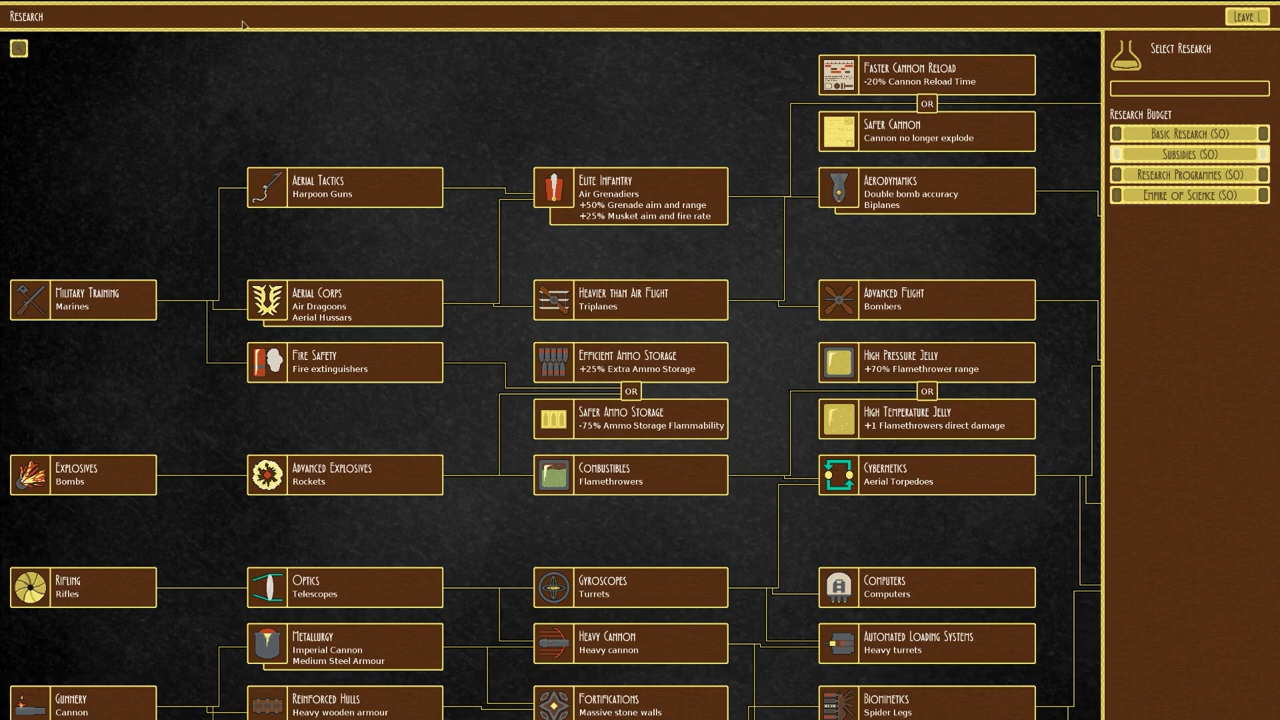 Research
Leave L
Select Research
Research Budget
Basic Research (S0)
Subsidies (S0)
Research Programmes (S0)
Empire of Science (S0)
Faster Cannon Reload
-20% Cannon Reload Time
OR
Safer Cannon
Cannon no longer explode
Aerial Tactics
Harpoon Guns
Elite Infantry
Air Grenadiers
+50% Grenade aim and range
+25% Musket aim and fire rate
Aerodynamics
Double bomb accuracy
Biplanes
Military Training
Marines
Aerial Corps
Air Dragoons
Aerial Hussars
Heavier than Air Flight
Triplanes
Advanced Flight
Bombers
Fire Safety
Fire extinguishers
Efficient Ammo Storage
+25% Extra Ammo Storage
OR
Safer Ammo Storage
-75% Ammo Storage Flammability
High Pressure Jelly
+70% Flamethrower range
OR
High Temperature Jelly
+1 Flamethrowers direct damage
Explosives
Bombs
Advanced Explosives
Rockets
Combustibles
Flamethrowers
Cybernetics
Aerial Torpedoes
Rifling
Rifles
Optics
Telescopes
Gyroscopes
Turrets
Computers
Computers
Metallurgy
Imperial Cannon
Medium Steel Armour
Heavy Cannon
Heavy cannon
Automated Loading Systems
Heavy turrets
Gunnery
Cannon
Reinforced Hulls
Heavy wooden armour
Fortifications
Massive stone walls
Biomimetics
Spider Legs